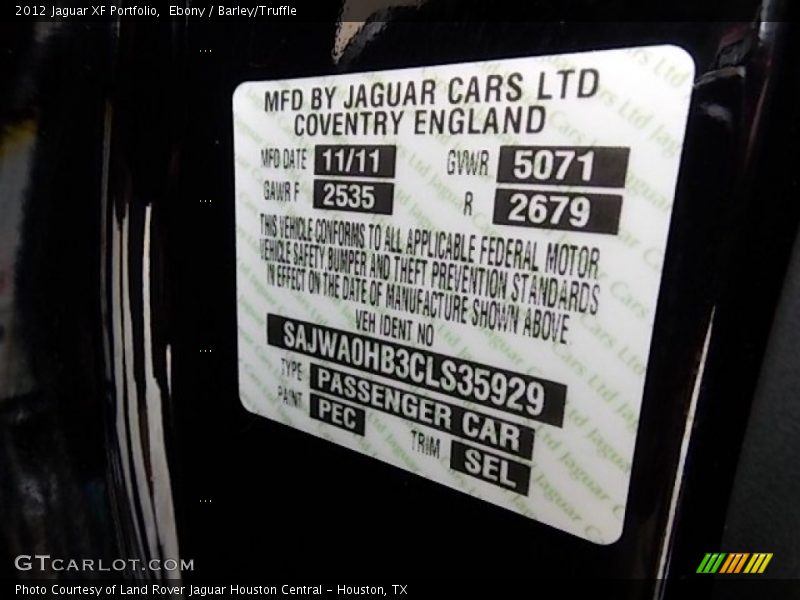 2012 Jaguar XF Portfolio,  Ebony / Barley/Truffle
MFD BY JAGUAR CARS LTD
COVENTRY ENGLAND
MFD DATE 11/11 GVWR 5071
GAWR F 2535 R 2679
THIS VEHICLE CONFORMS TO ALL APPLICABLE FEDERAL MOTOR
VEHICLE SAFETY BUMPER AND THEFT PREVENTION STANDARDS
IN EFFECT ON THE DATE OF MANUFACTURE SHOWN ABOVE.
VEH IDENT NO
SAJWA0HB3CLS35929
TYPE PASSENGER CAR
PAINT PEC TRIM SEL
GTCARLOT.COM
Photo Courtesy of Land Rover Jaguar Houston Central - Houston, TX